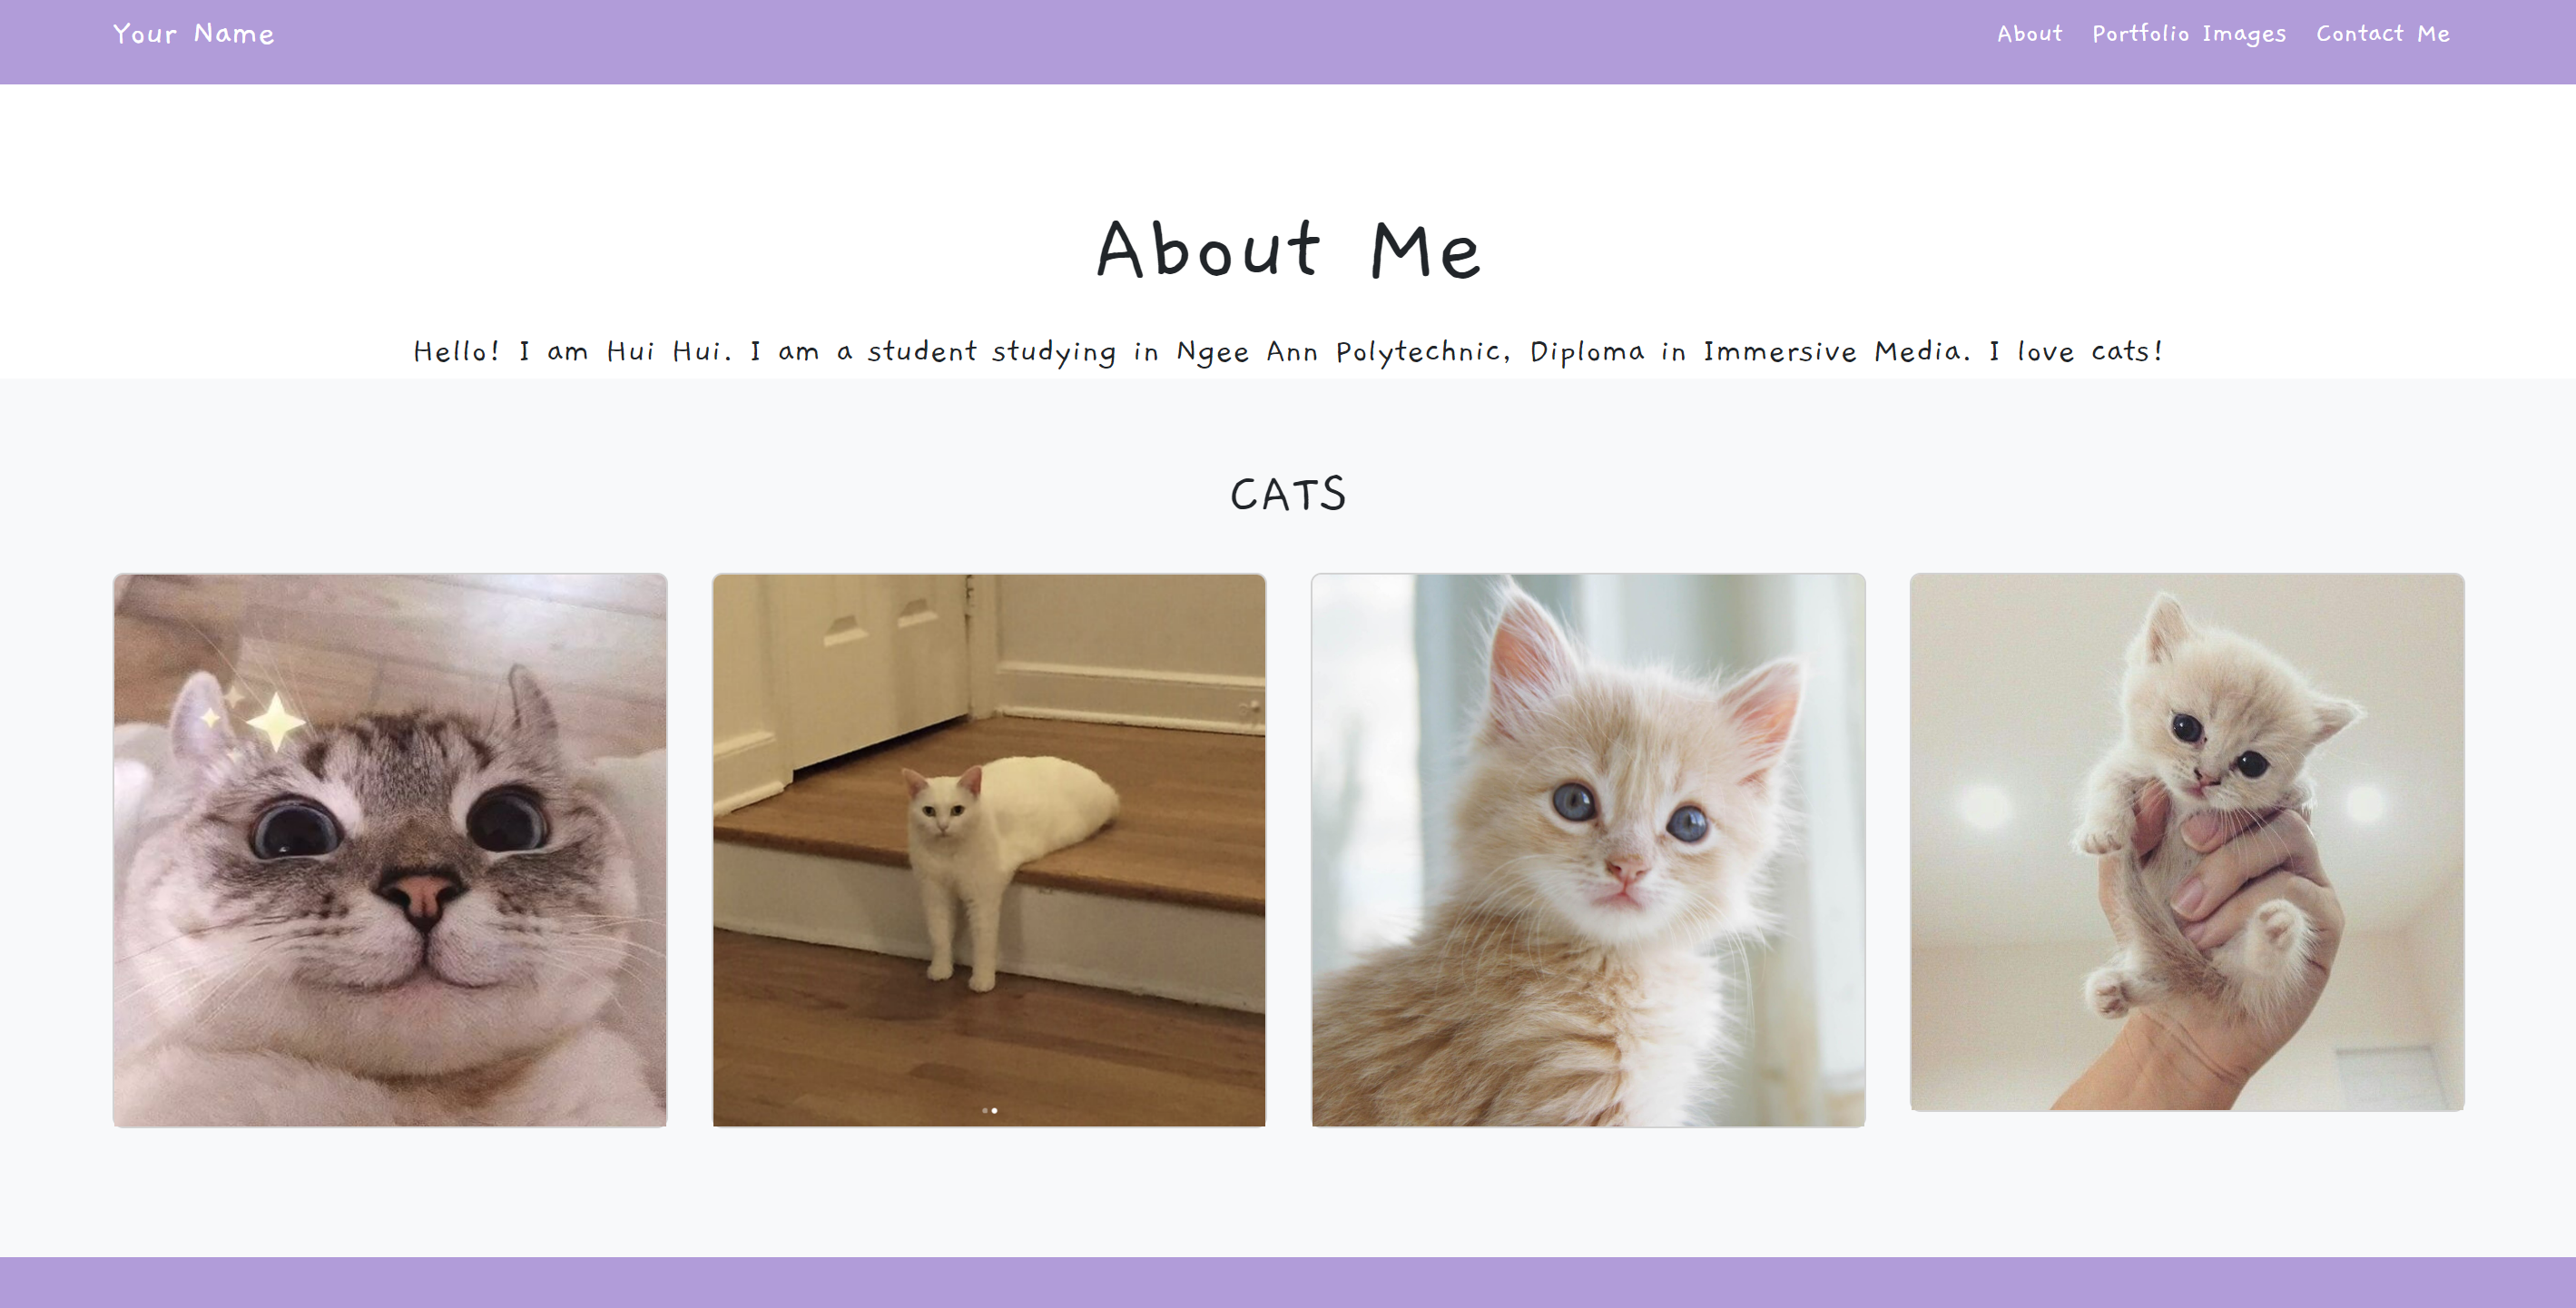 Your Name
About Portfolio Images Contact Me
About Me
Hello! I am Hui Hui. I am a student studying in Ngee Ann Polytechnic, Diploma in Immersive Media. I love cats!
CATS